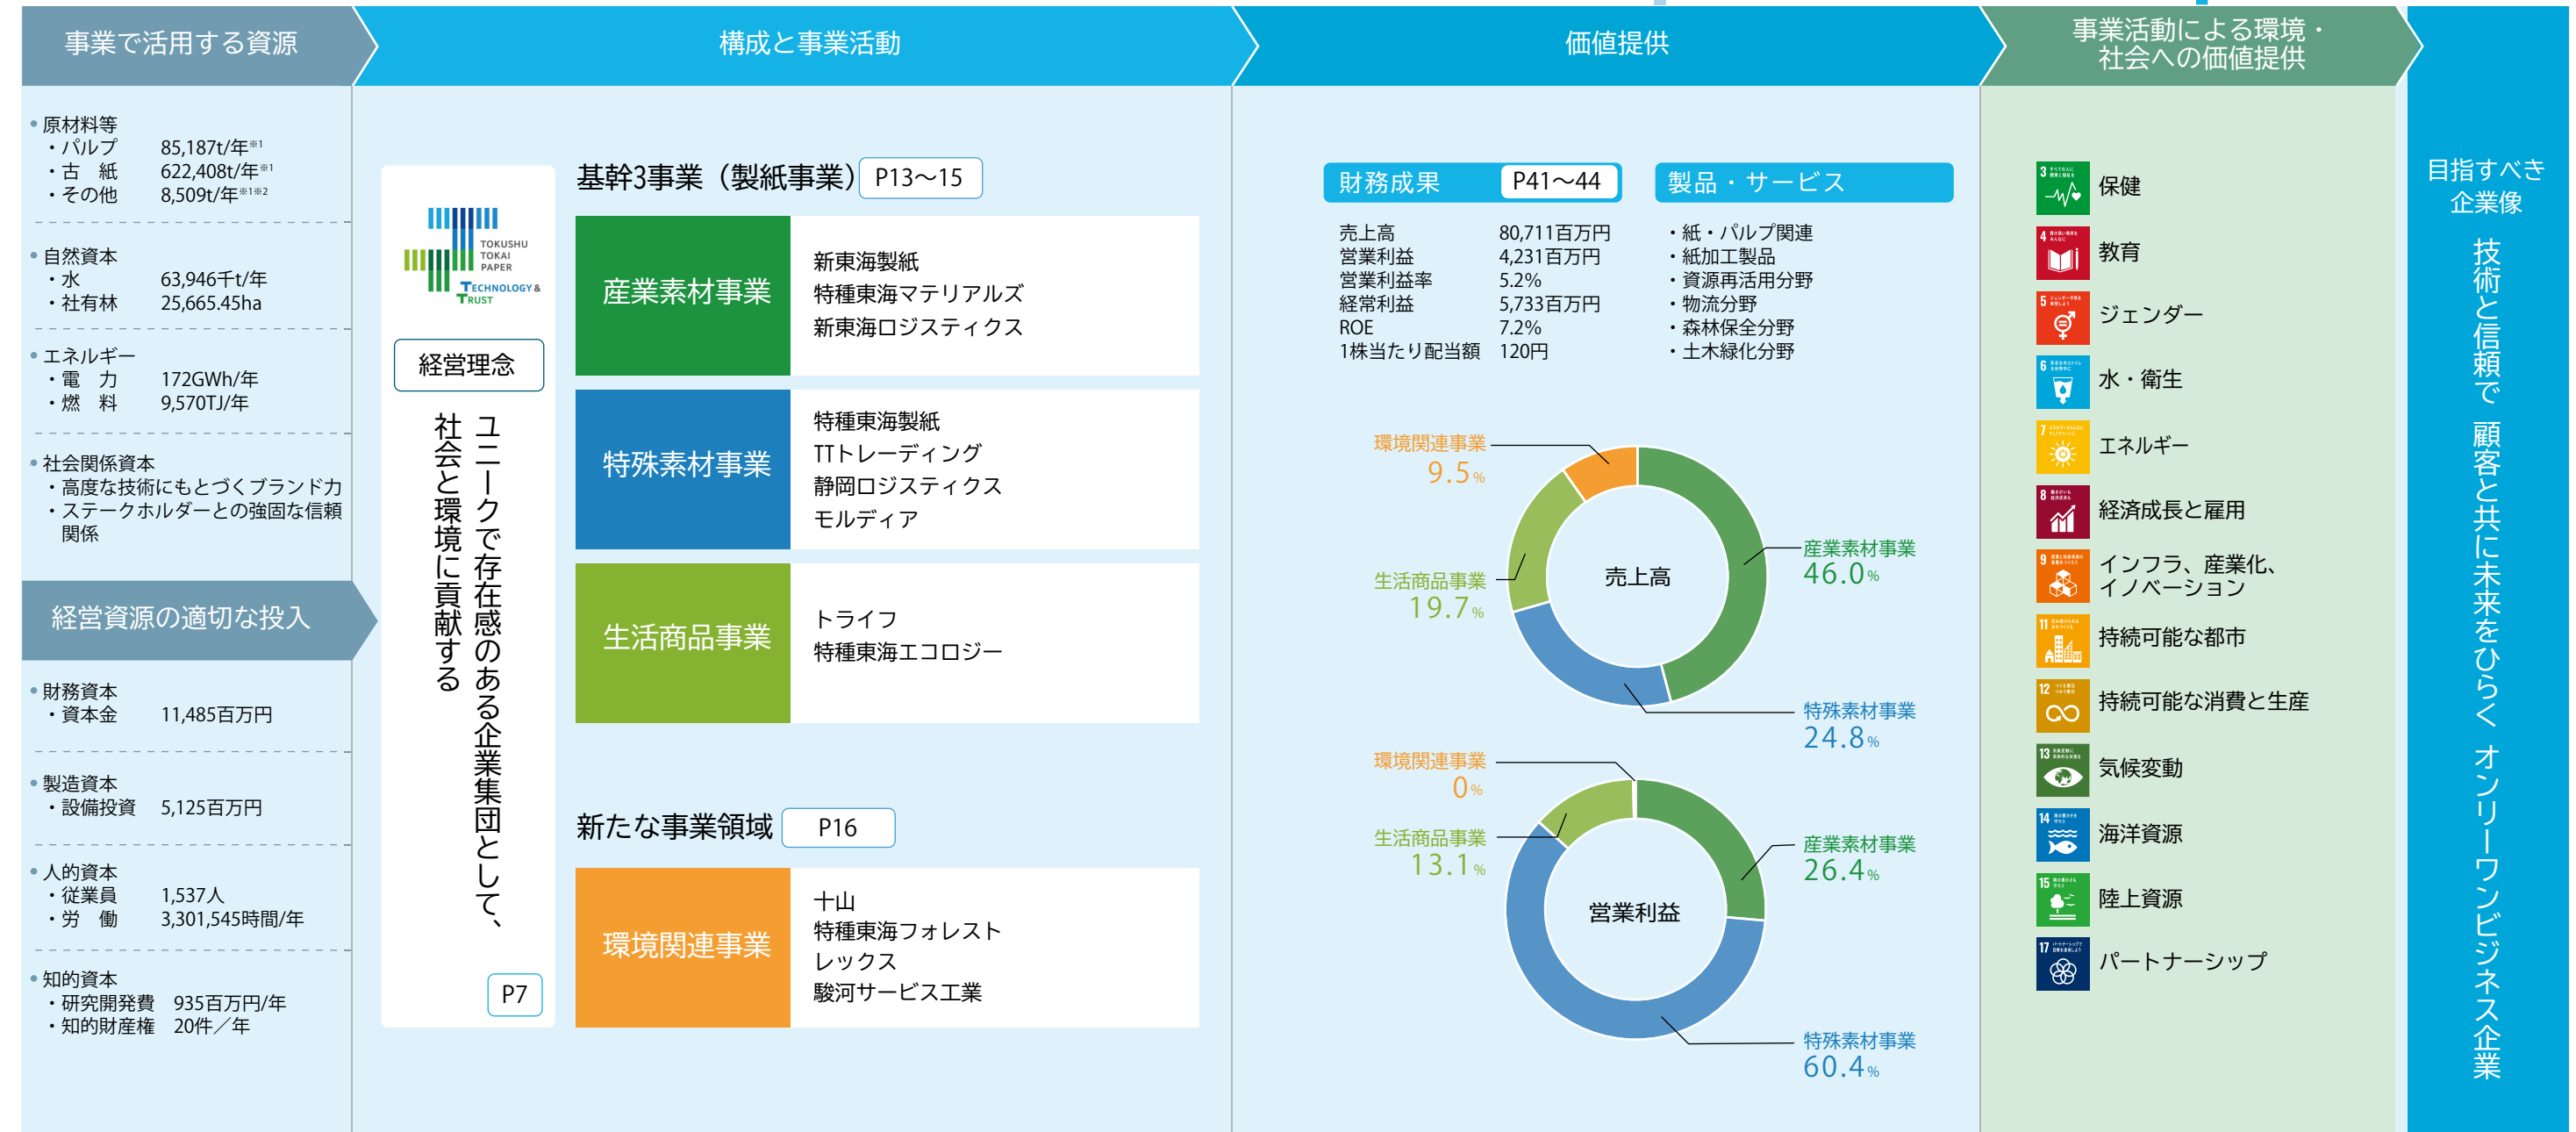 事業で活用する資源
構成と事業活動
価値提供
事業活動による環境・
社会への価値提供
原材料等
・パルプ 85,187t/年※1
・古 紙 622,408t/年※1
・その他 8,509t/年※1※2
自然資本
・水 63,946千t/年
・社有林 25,665.45ha
エネルギー
・電 力 172GWh/年
・燃 料 9,570TJ/年
社会関係資本
・高度な技術にもとづくブランド力
・ステークホルダーとの強固な信頼
関係
経営資源の適切な投入
財務資本
・資本金 11,485百万円
製造資本
・設備投資 5,125百万円
人的資本
・従業員 1,537人
・労 働 3,301,545時間/年
知的資本
・研究開発費 935百万円/年
・知的財産権 20件/年
TOKUSHU
TOKAI
PAPER
TECHNOLOGY &
TRUST
経営理念
ユニークで存在感のある企業集団として、
社会と環境に貢献する
P7
基幹3事業（製紙事業） P13〜15
産業素材事業
新東海製紙
特種東海マテリアルズ
新東海ロジスティクス
特殊素材事業
特種東海製紙
TTトレーディング
静岡ロジスティクス
モルディア
生活商品事業
トライフ
特種東海エコロジー
新たな事業領域 P16
環境関連事業
十山
特種東海フォレスト
レックス
駿河サービス工業
財務成果 P41〜44
売上高 80,711百万円
営業利益 4,231百万円
営業利益率 5.2%
経常利益 5,733百万円
ROE 7.2%
1株当たり配当額 120円
製品・サービス
・紙・パルプ関連
・紙加工製品
・資源再活用分野
・物流分野
・森林保全分野
・土木緑化分野
売上高
環境関連事業
9.5%
生活商品事業
19.7%
産業素材事業
46.0%
特殊素材事業
24.8%
営業利益
環境関連事業
0%
生活商品事業
13.1%
産業素材事業
26.4%
特殊素材事業
60.4%
3
保健
4
教育
5
ジェンダー
6
水・衛生
7
エネルギー
8
経済成長と雇用
9
インフラ、産業化、
イノベーション
11
持続可能な都市
12
持続可能な消費と生産
13
気候変動
14
海洋資源
15
陸上資源
17
パートナーシップ
目指すべき
企業像
技術と信頼で 顧客と共に未来をひらく オンリーワンビジネス企業